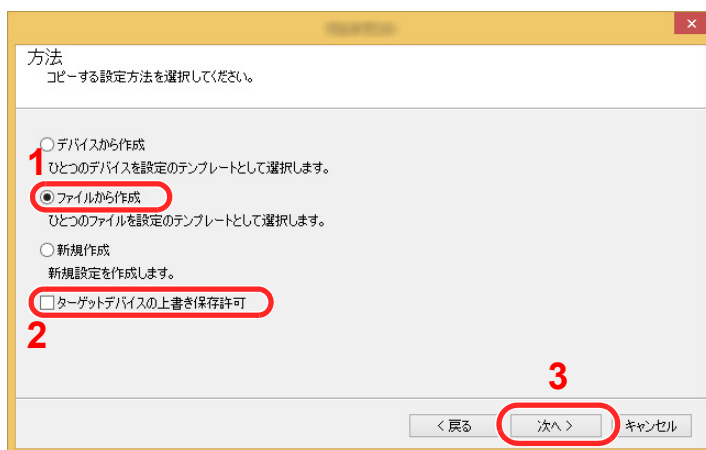 方法
コピーする設定方法を選択してください。
デバイスから作成
1
ひとつのデバイスを設定のテンプレートとして選択します。
ファイルから作成
ひとつのファイルを設定のテンプレートとして選択します。
新規作成
新規設定を作成します。
ターゲットデバイスの上書き保存許可
2
3
< 戻る 次へ > キャンセル